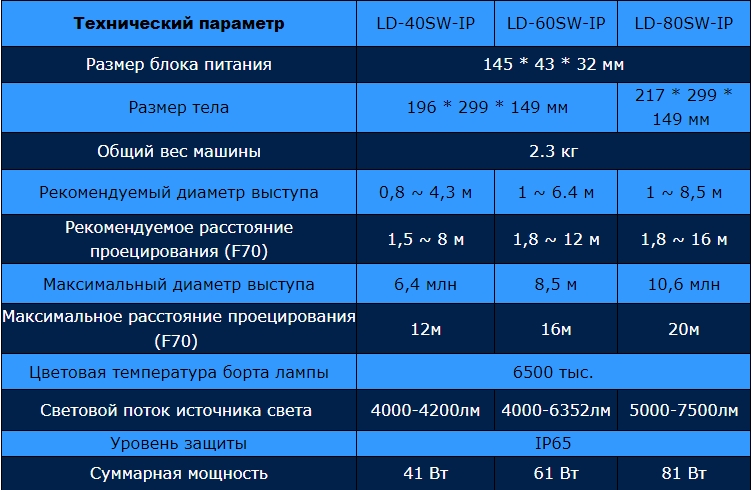 Технический параметр LD-40SW-IP LD-60SW-IP LD-80SW-IP
Размер блока питания 145 * 43 * 32 мм
Размер тела 196 * 299 * 149 мм 217 * 299 *
149 мм
Общий вес машины 2.3 кг
Рекомендуемый диаметр выступа 0,8 ~ 4,3 м 1 ~ 6.4 м 1 ~ 8,5 м
Рекомендуемое расстояние
проецирования (F70) 1,5 ~ 8 м 1,8 ~ 12 м 1,8 ~ 16 м
Максимальный диаметр выступа 6,4 млн 8,5 м 10,6 млн
Максимальное расстояние проецирования
(F70) 12м 16м 20м
Цветовая температура борта лампы 6500 тыс.
Световой поток источника света 4000-4200лм 4000-6352лм 5000-7500лм
Уровень защиты IP65
Суммарная мощность 41 Вт 61 Вт 81 Вт